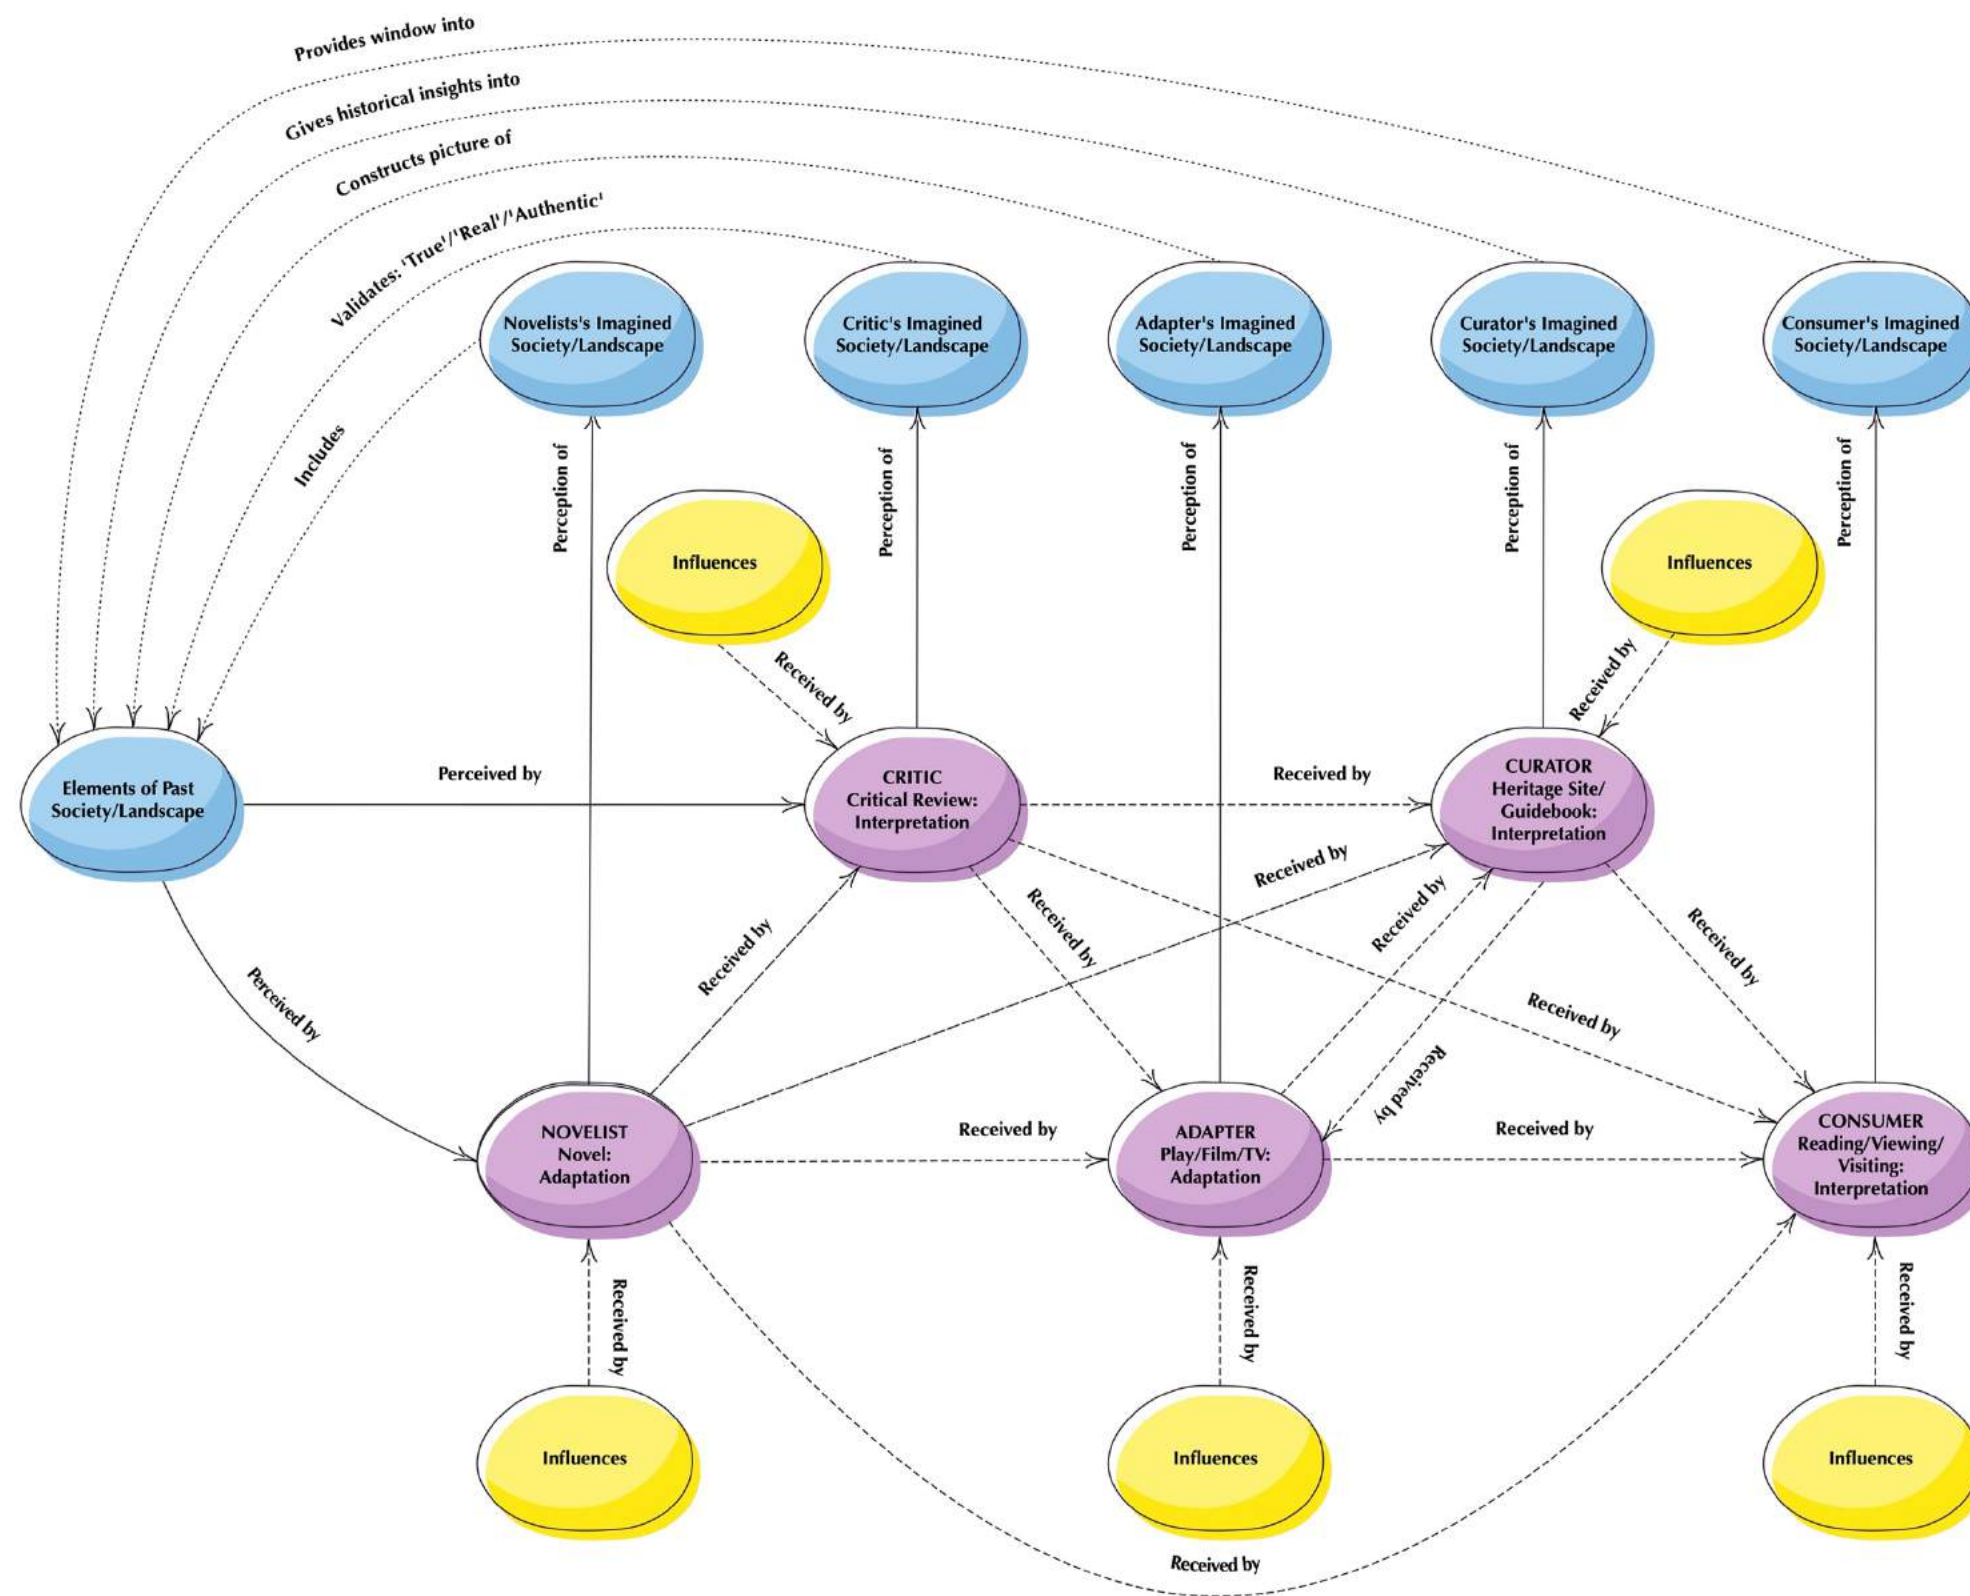 Provides window into
Gives historical insights into
Constructs picture of
Validates: 'True'/'Real'/'Authentic'
Includes
Novelists's Imagined
Society/Landscape
Critic's Imagined
Society/Landscape
Adapter's Imagined
Society/Landscape
Curator's Imagined
Society/Landscape
Consumer's Imagined
Society/Landscape
Perception of
Perception of
Perception of
Perception of
Perception of
Influences
Influences
Received by
Received by
Elements of Past
Society/Landscape
Perceived by
CRITIC
Critical Review:
Interpretation
Received by
CURATOR
Heritage Site/
Guidebook:
Interpretation
Perceived by
Received by
Received by
Received by
Received by
Received by
Received by
Received by
NOVELIST
Novel:
Adaptation
Received by
ADAPTER
Play/Film/TV:
Adaptation
Received by
CONSUMER
Reading/Viewing/
Visiting:
Interpretation
Received by
Received by
Received by
Influences
Influences
Influences
Received by